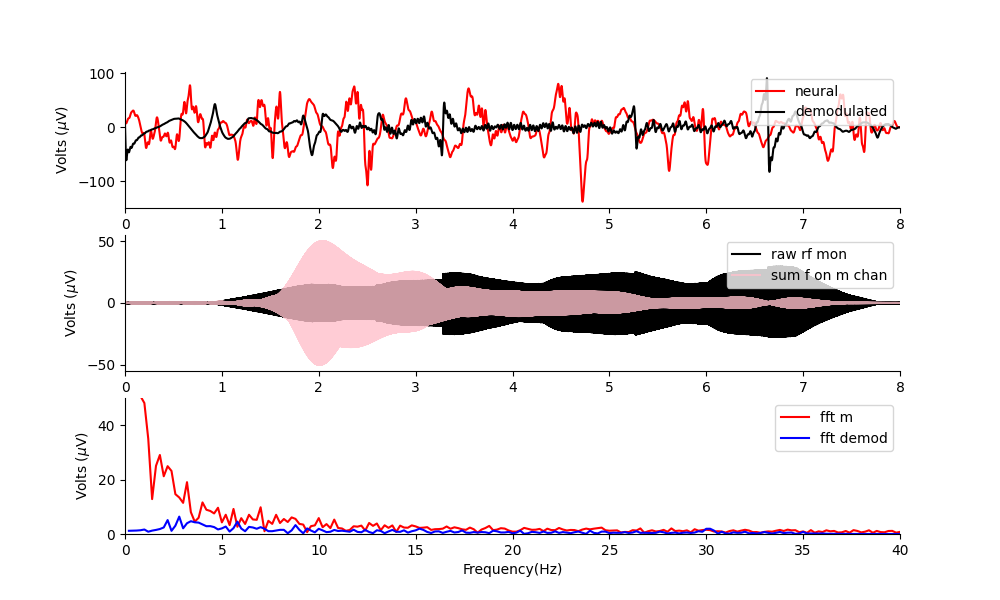 100
0
−100
Volts (μV)
neural
demodulated
0 1 2 3 4 5 6 7 8
50
0
−50
Volts (μV)
raw rf mon
sum f on m chan
0 1 2 3 4 5 6 7 8
40
20
0
Volts (μV)
fft m
fft demod
0 5 10 15 20 25 30 35 40
Frequency(Hz)